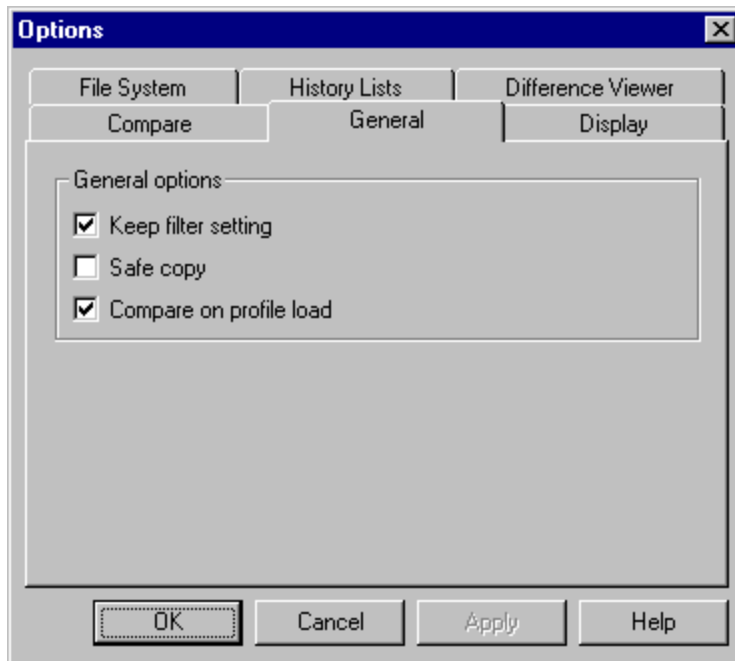 Options
File System History Lists Difference Viewer
Compare General Display
General options
Keep filter setting
Safe copy
Compare on profile load
OK Cancel Apply Help